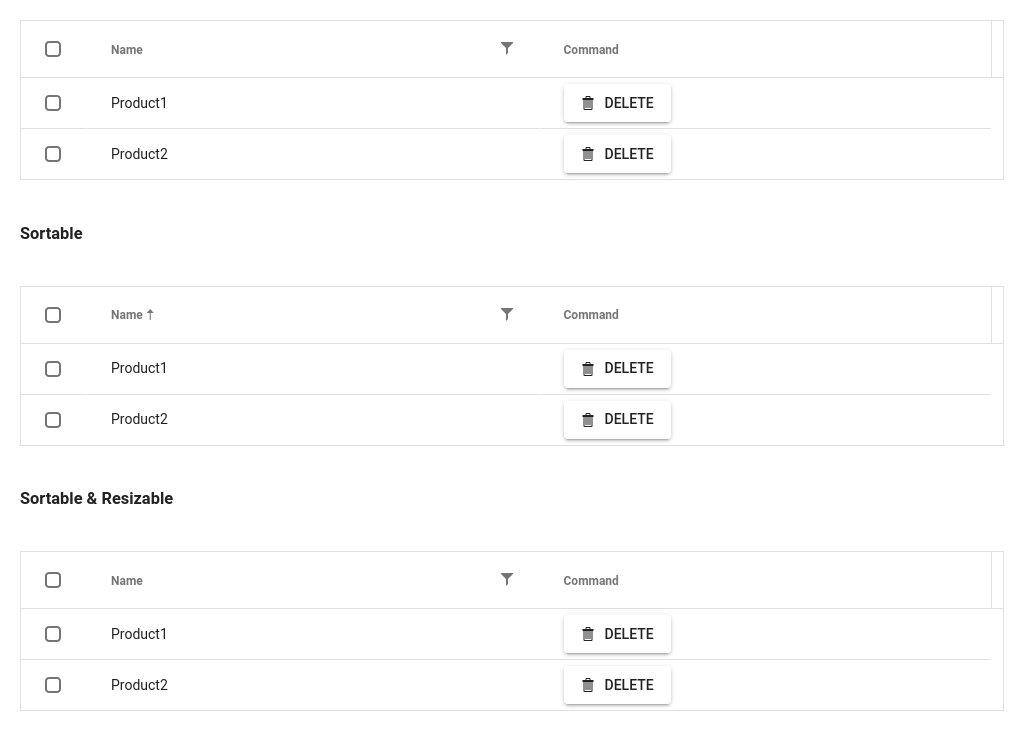 Name Command
Product1 DELETE
Product2 DELETE
Sortable
Name Command
Product1 DELETE
Product2 DELETE
Sortable & Resizable
Name Command
Product1 DELETE
Product2 DELETE